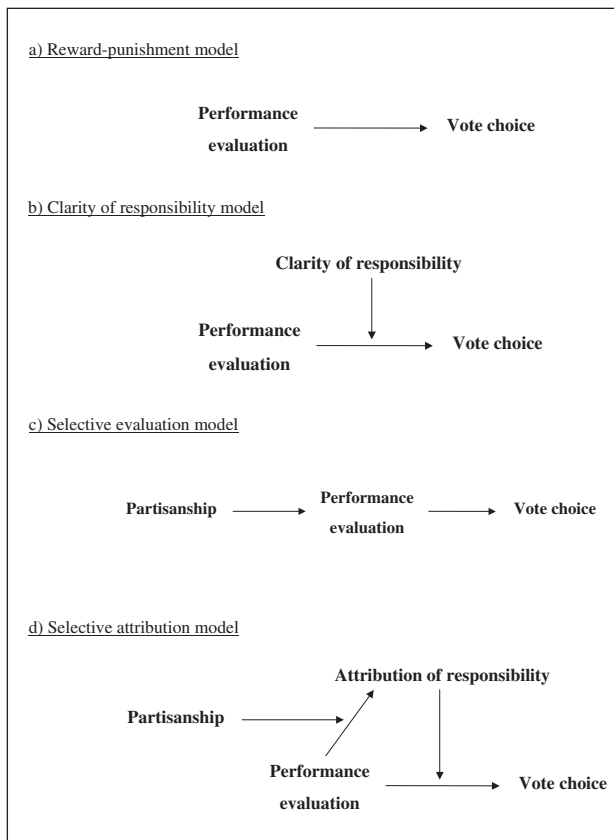 a) Reward-punishment model
Performance
evaluation
Vote choice
b) Clarity of responsibility model
Clarity of responsibility
Performance
evaluation
Vote choice
c) Selective evaluation model
Partisanship
Performance
evaluation
Vote choice
d) Selective attribution model
Attribution of responsibility
Partisanship
Performance
evaluation
Vote choice